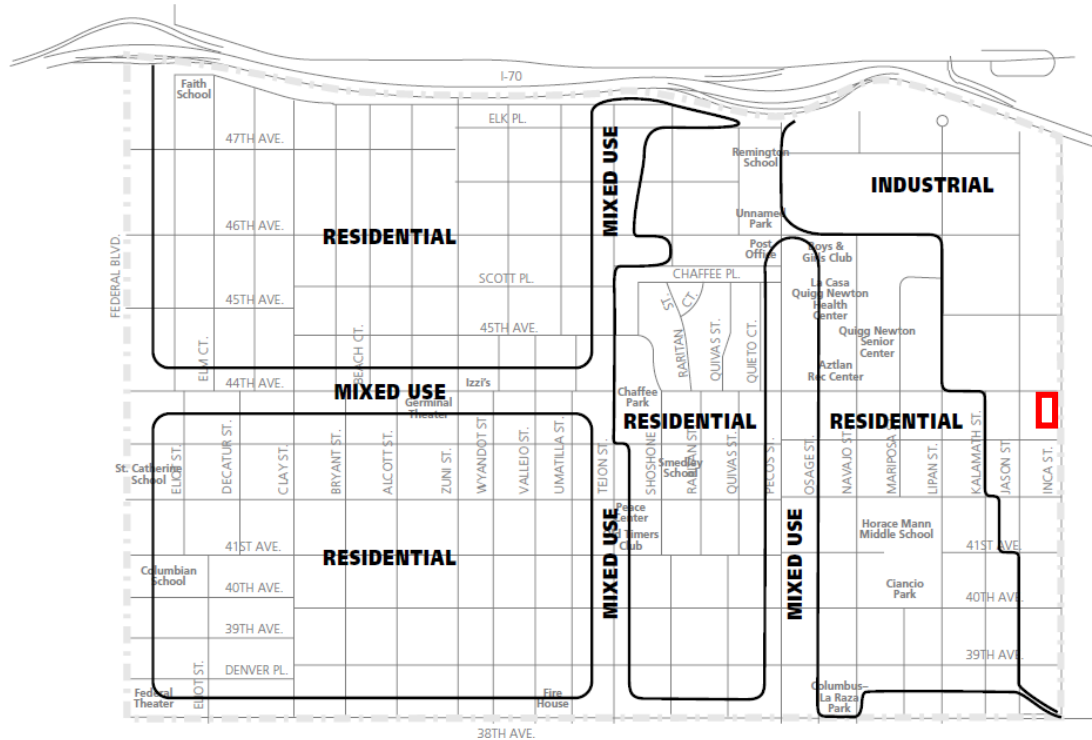 I-70
Faith
School
ELK PL.
47TH AVE.
MIXED USE
Remington
School
INDUSTRIAL
Unnamed
Park
46TH AVE.
RESIDENTIAL
Post
Office
Boys &
Girls Club
FEDERAL BLVD.
SCOTT PL.
CHAFFEE PL.
La Casa
Quigg Newton
Health
Center
45TH AVE.
45TH AVE.
ST.
CT.
RARITAN
QUIVAS ST.
QUIETO CT.
Quigg Newton
Senior
Center
ELM CT.
BEACH CT.
Aztlan
Rec Center
44TH AVE.
MIXED USE
Izzi's
Germinal
Theater
Chaffee
Park
RESIDENTIAL
RESIDENTIAL
St. Catherine
School
ELIOT ST.
DECATUR ST.
CLAY ST.
BRYANT ST.
ALCOTT ST.
ZUNI ST.
WYANDOT ST
VALLEJO ST.
UMATILLA ST.
TEJON ST.
SHOSHONE
Smedley
School
RARITAN ST.
QUIVAS ST.
PECOS ST.
OSAGE ST.
NAVAJO ST.
MARIPOSA
LIPAN ST.
KALAMATH ST.
JASON ST.
INCA ST.
Peace
Center
Old Timers
Club
MIXED USE
MIXED USE
Horace Mann
Middle School
41ST AVE.
RESIDENTIAL
41ST AVE.
Columbian
School
40TH AVE.
Ciancio
Park
40TH AVE.
39TH AVE.
39TH AVE.
DENVER PL.
ELIOT ST.
Federal
Theater
Fire
House
Columbus–
La Raza
Park
38TH AVE.